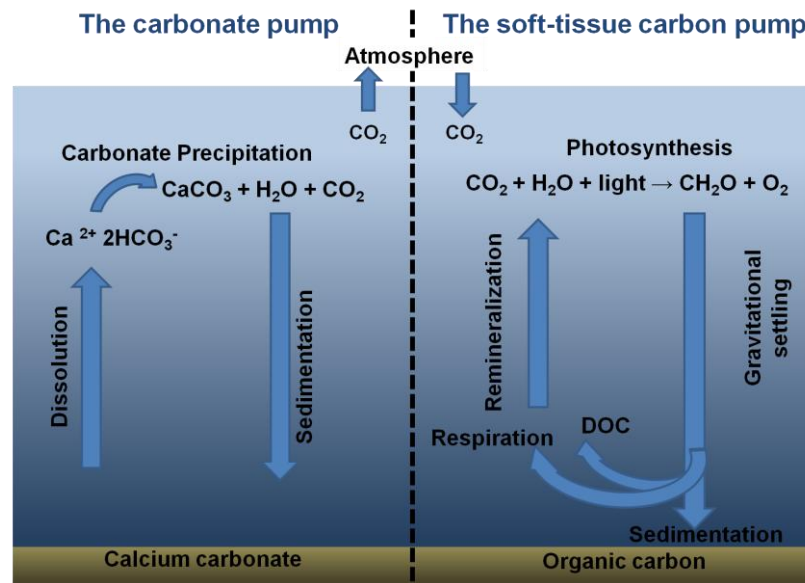 The carbonate pump
The soft-tissue carbon pump
Atmosphere
CO₂
CO₂
Carbonate Precipitation
CaCO₃ + H₂O + CO₂
Ca ²⁺ 2HCO₃⁻
Dissolution
Sedimentation
Calcium carbonate
Photosynthesis
CO₂ + H₂O + light → CH₂O + O₂
Remineralization
Gravitational
settling
DOC
Respiration
Sedimentation
Organic carbon